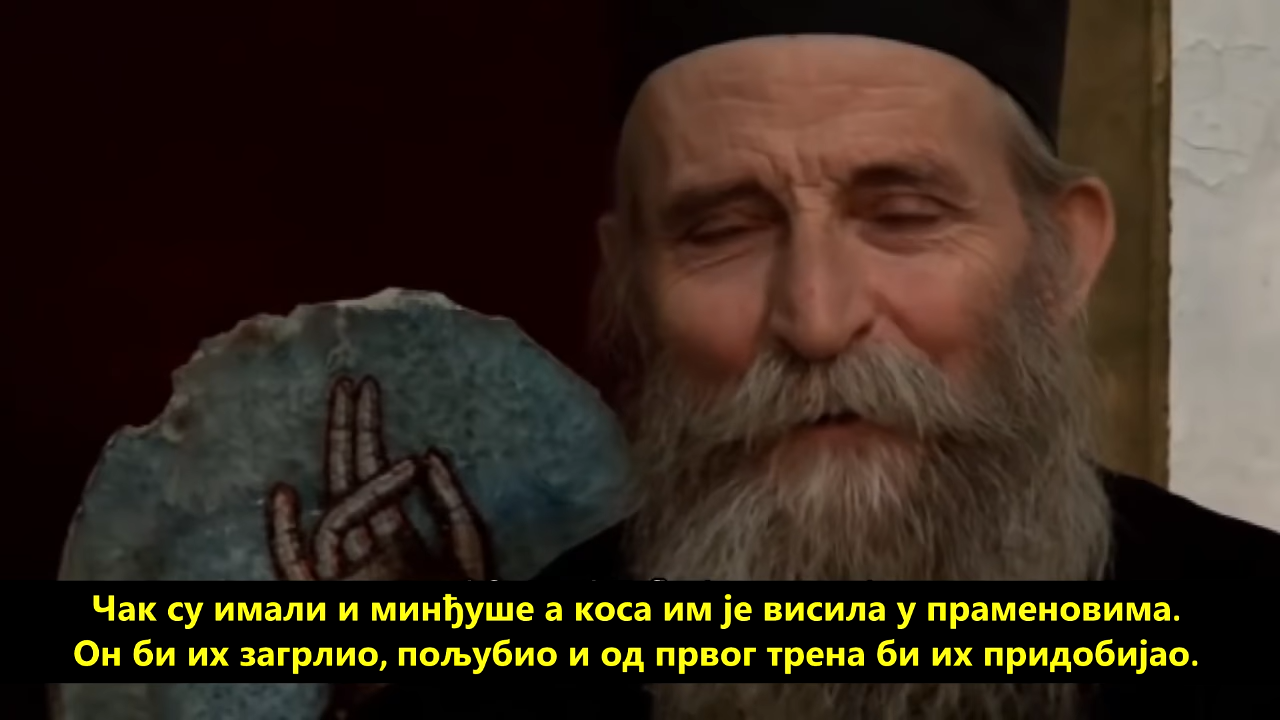 Чак су имали и минђуше а коса им је висила у праменовима.
Он би их загрлио, пољубио и од првог трена би их придобијао.